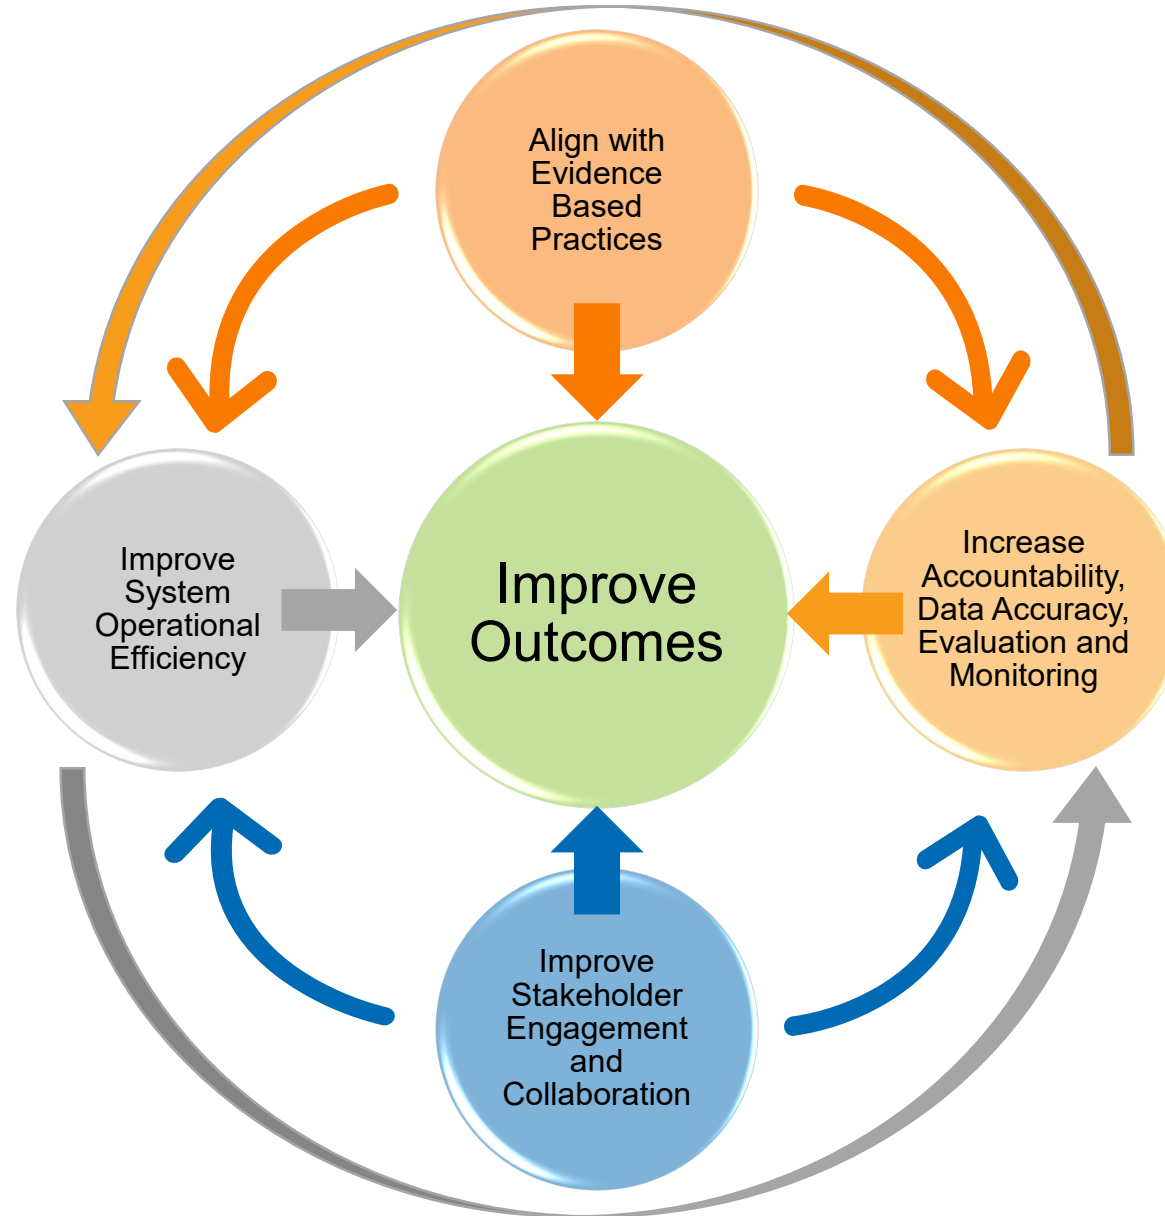 Align with
Evidence
Based
Practices
Improve
System
Operational
Efficiency
Improve
Outcomes
Increase
Accountability,
Data Accuracy,
Evaluation and
Monitoring
Improve
Stakeholder
Engagement
and
Collaboration